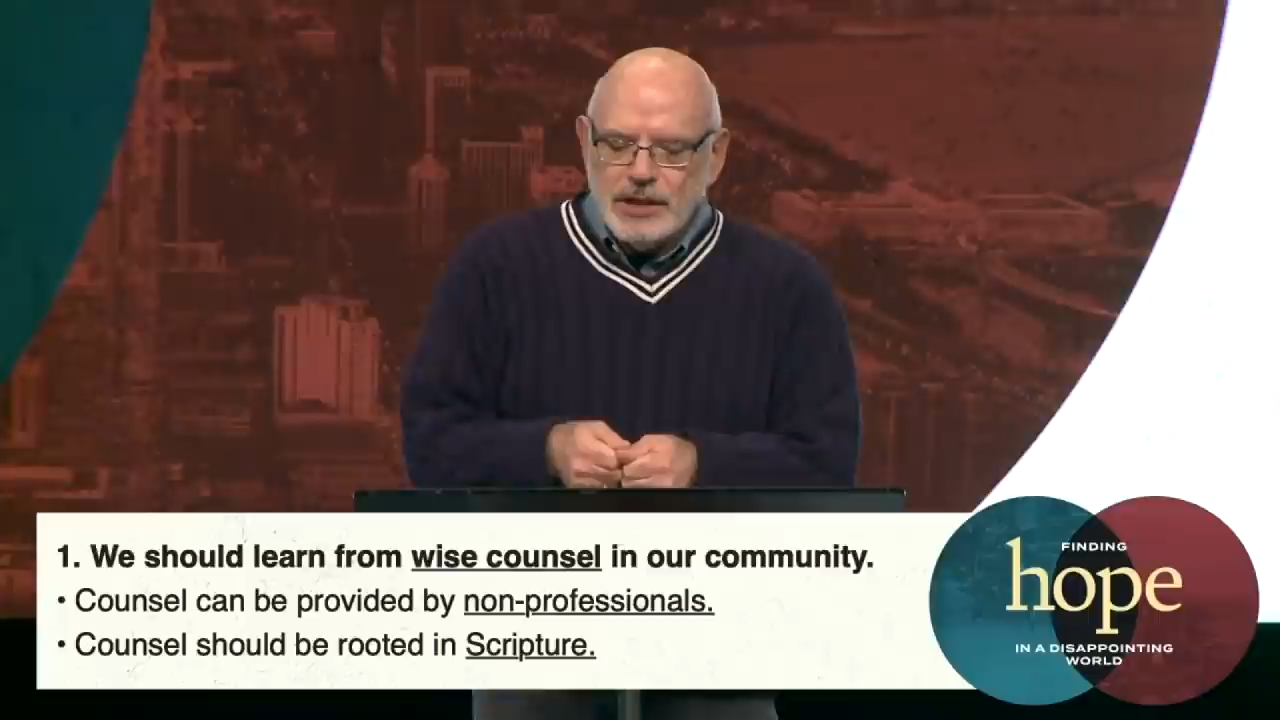 1. We should learn from wise counsel in our community.
• Counsel can be provided by non-professionals.
• Counsel should be rooted in Scripture.
FINDING
hope
IN A DISAPPOINTING
WORLD